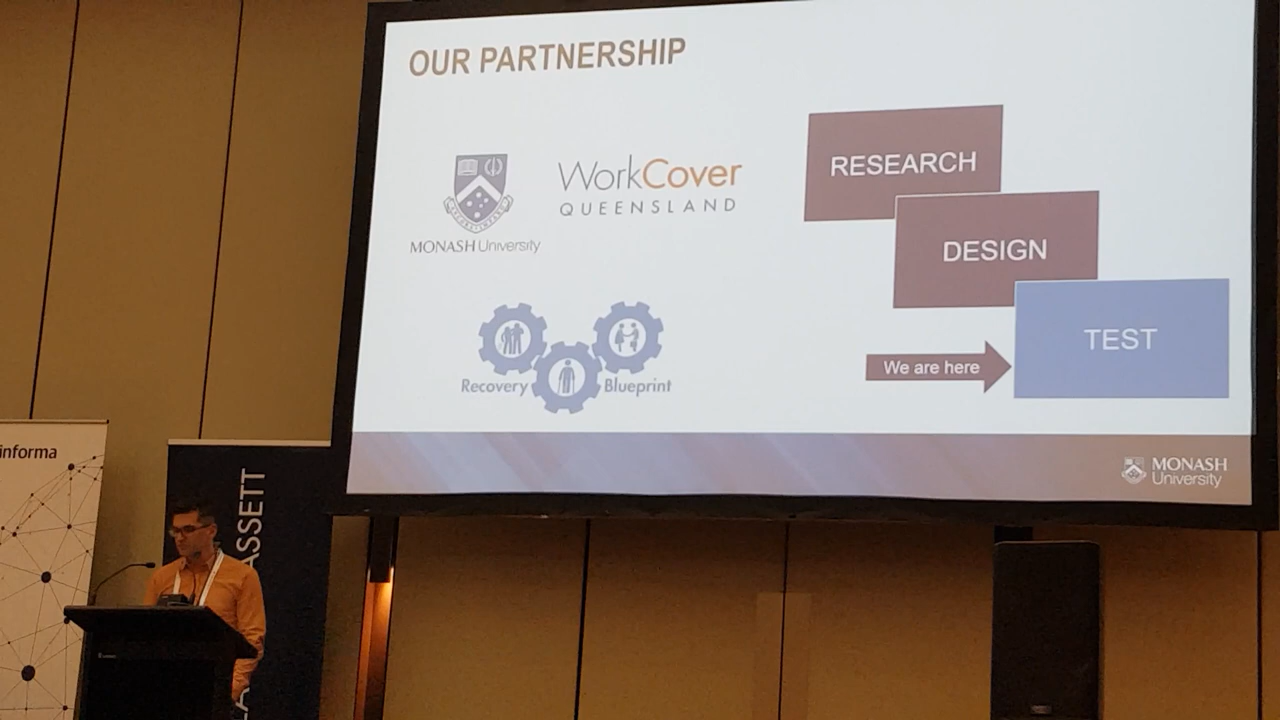 OUR PARTNERSHIP
MONASH University
WorkCover
QUEENSLAND
Recovery Blueprint
RESEARCH
DESIGN
TEST
We are here
MONASH
University
informa
ASSETT